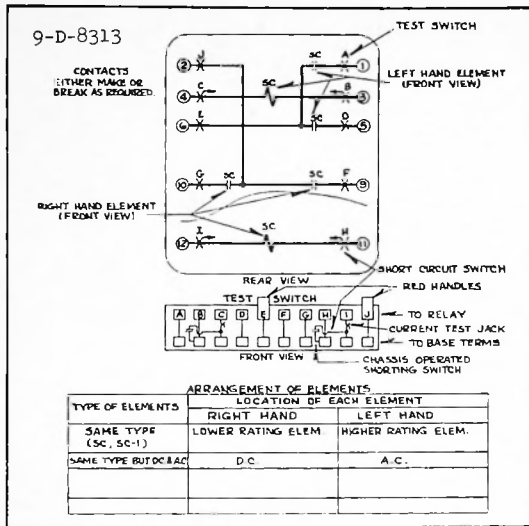 9-D-8313
TEST SWITCH
CONTACTS
EITHER MAKE OR
BREAK AS REQUIRED.
LEFT HAND ELEMENT
(FRONT VIEW)
2 J SC A 1
4 C SC B 3
6 E SC D 5
10 G SC SC F 9
RIGHT HAND ELEMENT
(FRONT VIEW)
12 I SC H 11
REAR VIEW
SHORT CIRCUIT SWITCH
TEST SWITCH
RED HANDLES
A B C D E F G H I J
TO RELAY
CURRENT TEST JACK
TO BASE TERMS
FRONT VIEW
CHASSIS OPERATED
SHORTING SWITCH
ARRANGEMENT OF ELEMENTS
TYPE OF ELEMENTS
LOCATION OF EACH ELEMENT
RIGHT HAND LEFT HAND
SAME TYPE
(SC, SC-1)
LOWER RATING ELEM. HIGHER RATING ELEM.
SAME TYPE BUT DC & AC D.C. A.C.